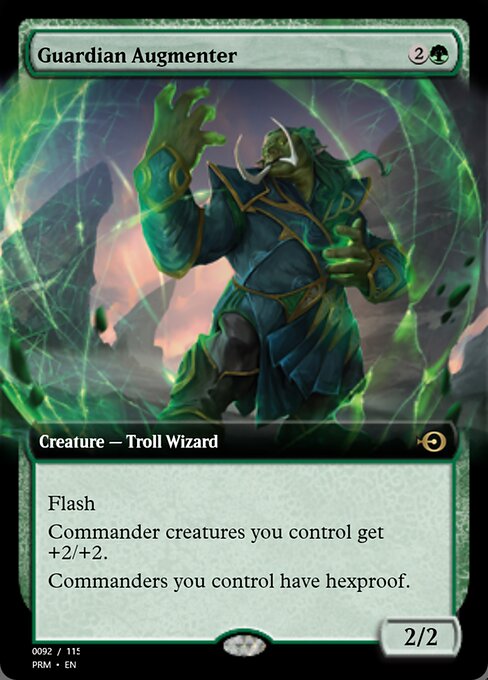 Guardian Augmenter 2
Creature — Troll Wizard
Flash
Commander creatures you control get
+2/+2.
Commanders you control have hexproof.
2/2
0092 / 115
PRM • EN